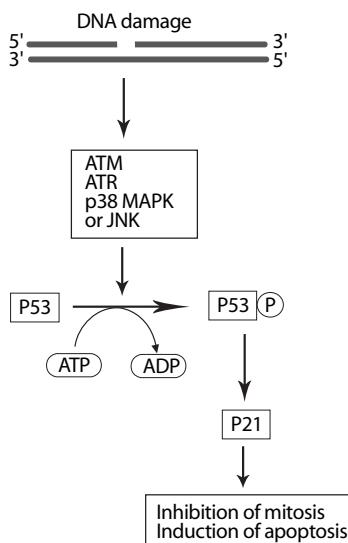 DNA damage
5' 3'
3' 5'
ATM
ATR
p38 MAPK
or JNK
P53 P53 P
ATP ADP
P21
Inhibition of mitosis
Induction of apoptosis